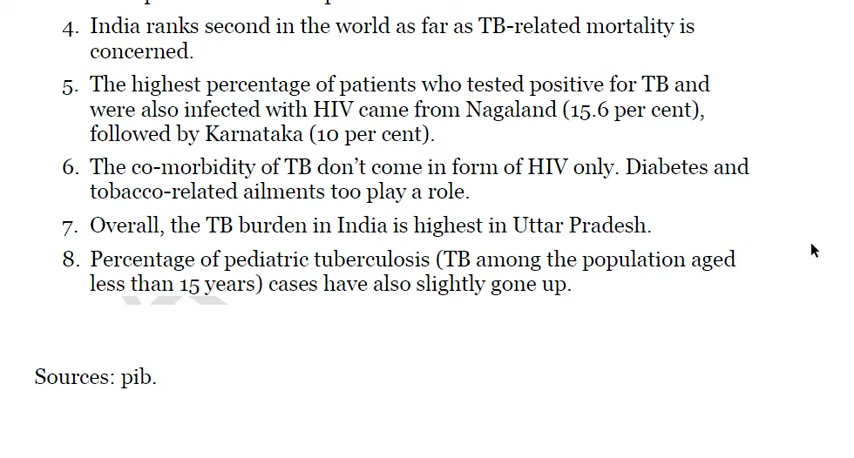 4. India ranks second in the world as far as TB-related mortality is
concerned.
5. The highest percentage of patients who tested positive for TB and
were also infected with HIV came from Nagaland (15.6 per cent),
followed by Karnataka (10 per cent).
6. The co-morbidity of TB don’t come in form of HIV only. Diabetes and
tobacco-related ailments too play a role.
7. Overall, the TB burden in India is highest in Uttar Pradesh.
8. Percentage of pediatric tuberculosis (TB among the population aged
less than 15 years) cases have also slightly gone up.
Sources: pib.